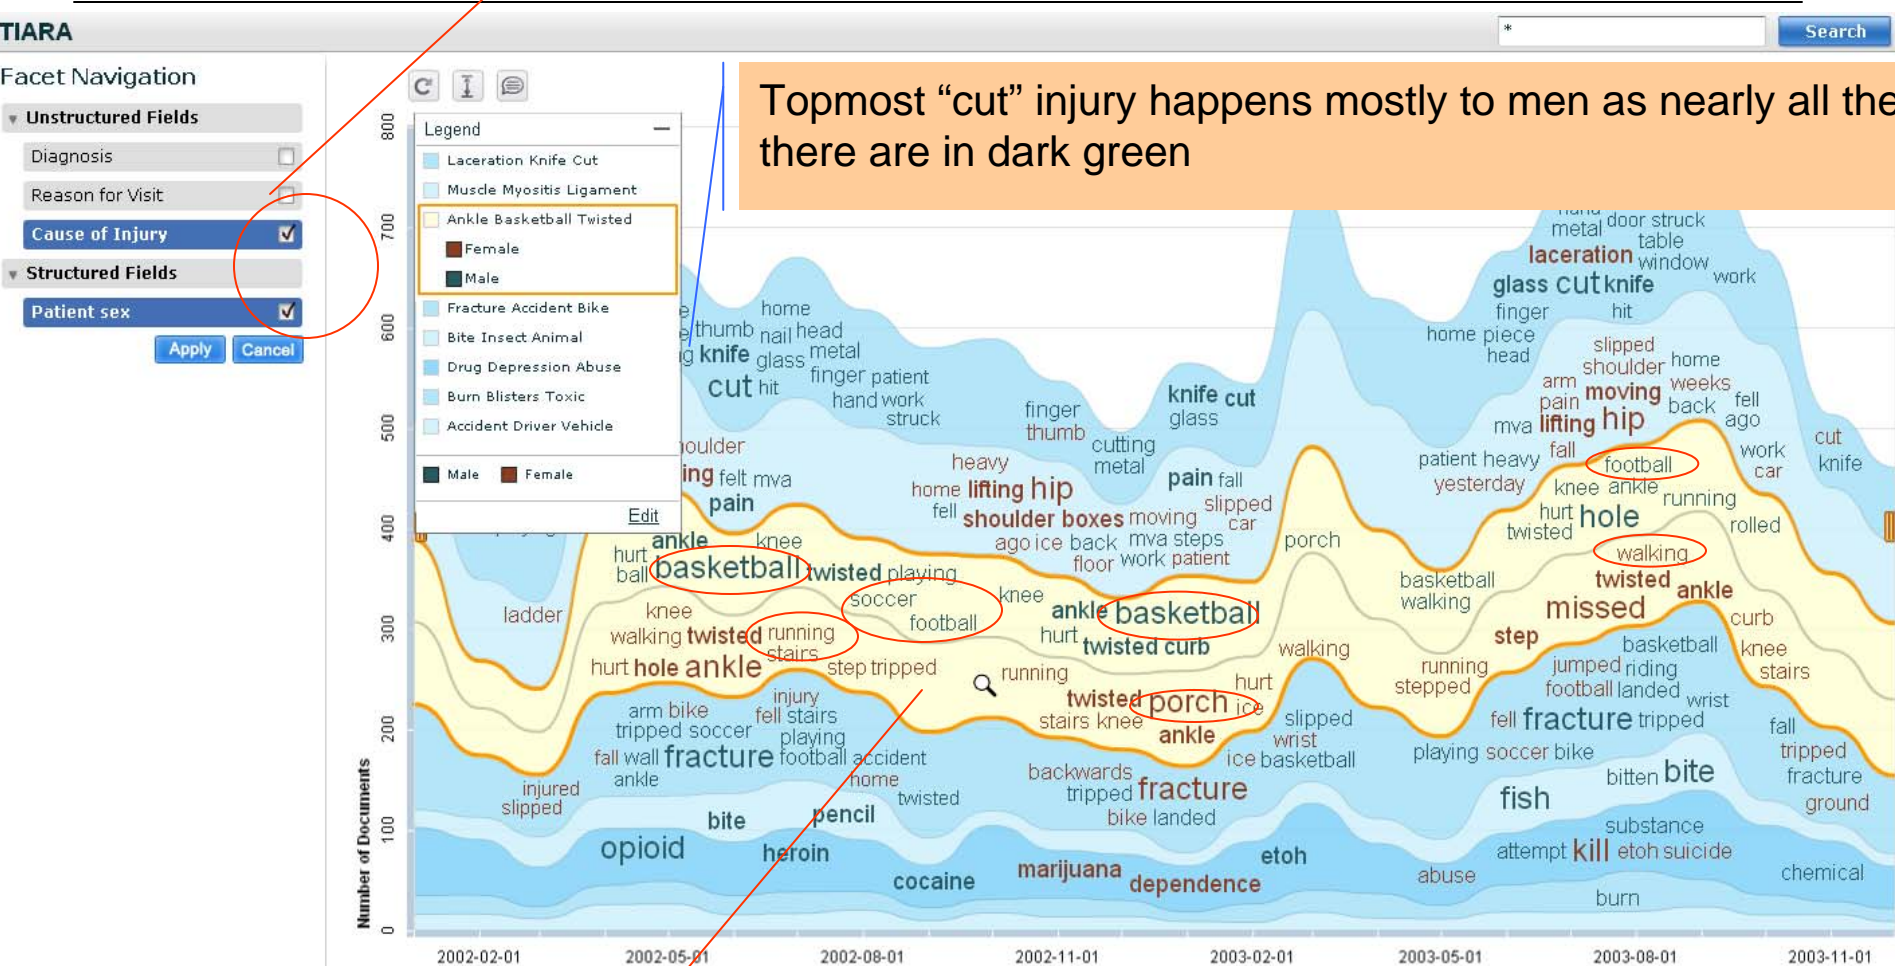 TIARA
*
Search
Facet Navigation
Unstructured Fields
Diagnosis
Reason for Visit
Cause of Injury
Structured Fields
Patient sex
Apply Cancel
Topmost “cut” injury happens mostly to men as nearly all the
there are in dark green
Legend
Laceration Knife Cut
Muscle Myositis Ligament
Ankle Basketball Twisted
Female
Male
Fracture Accident Bike
Bite Insect Animal
Drug Depression Abuse
Burn Blisters Toxic
Accident Driver Vehicle
Male Female
Edit
Number of Documents
800
700
600
500
400
300
200
100
0
home
thumb nail head
knife glass metal
cut hit finger patient
hand work
struck
felt mva
pain
ankle knee
hurt
ball basketball twisted playing
soccer
football
ladder
knee
walking twisted running
stairs
hurt hole ankle
step tripped
injury
arm bike fell stairs
tripped soccer playing
fall wall fracture football accident
ankle home
twisted
injured
slipped
bite pencil
opioid heroin
cocaine
finger
thumb
cutting
metal
knife cut
glass
heavy
home lifting hip
pain fall
fell shoulder boxes moving slipped
car
ago ice back mva steps
floor work patient
knee
ankle basketball
hurt twisted curb
running
twisted porch ice
hurt
stairs knee
ankle
porch
walking
slipped
wrist
ice basketball
backwards
tripped fracture
bike landed
marijuana
dependence
etoh
metal door struck
table
laceration window
work
glass cut knife
finger hit
home piece
head
slipped
shoulder home
arm weeks
pain moving back fell
mva lifting hip ago
fall
patient heavy football work
car
yesterday knee ankle running
hurt hole rolled
twisted
walking
cut
knife
basketball
walking
twisted ankle
missed curb
step
basketball knee
running jumped riding stairs
stepped football landed wrist
fell fracture tripped
fall
playing soccer bike tripped
bitten bite fracture
fish ground
substance
attempt kill etoh suicide
abuse
burn
chemical
2002-02-01 2002-05-01 2002-08-01 2002-11-01 2003-02-01 2003-05-01 2003-08-01 2003-11-01